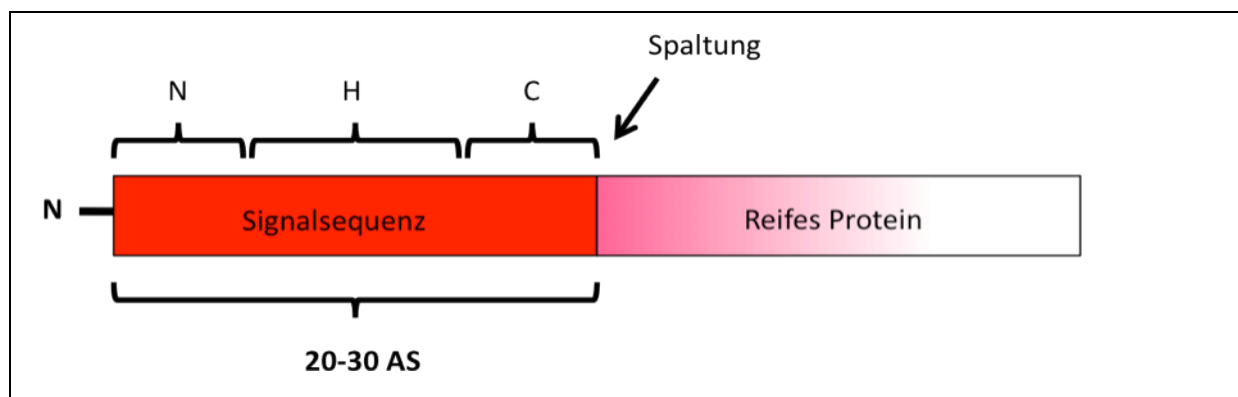 Spaltung
N H C
N Signalsequenz Reifes Protein
20-30 AS